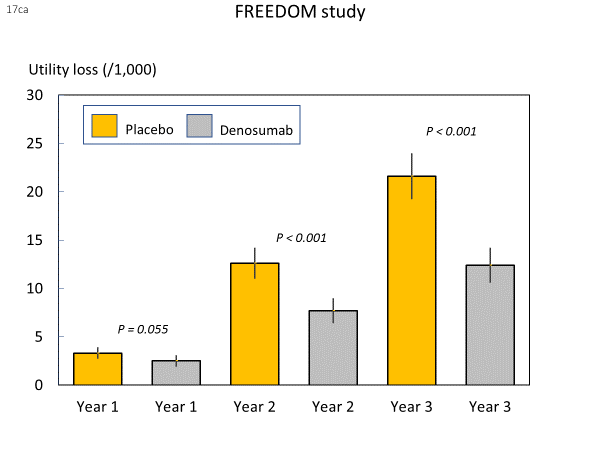 17ca
FREEDOM study
Utility loss (/1,000)
30
25
20
15
10
5
0
Placebo
Denosumab
P = 0.055
P < 0.001
P < 0.001
Year 1
Year 1
Year 2
Year 2
Year 3
Year 3